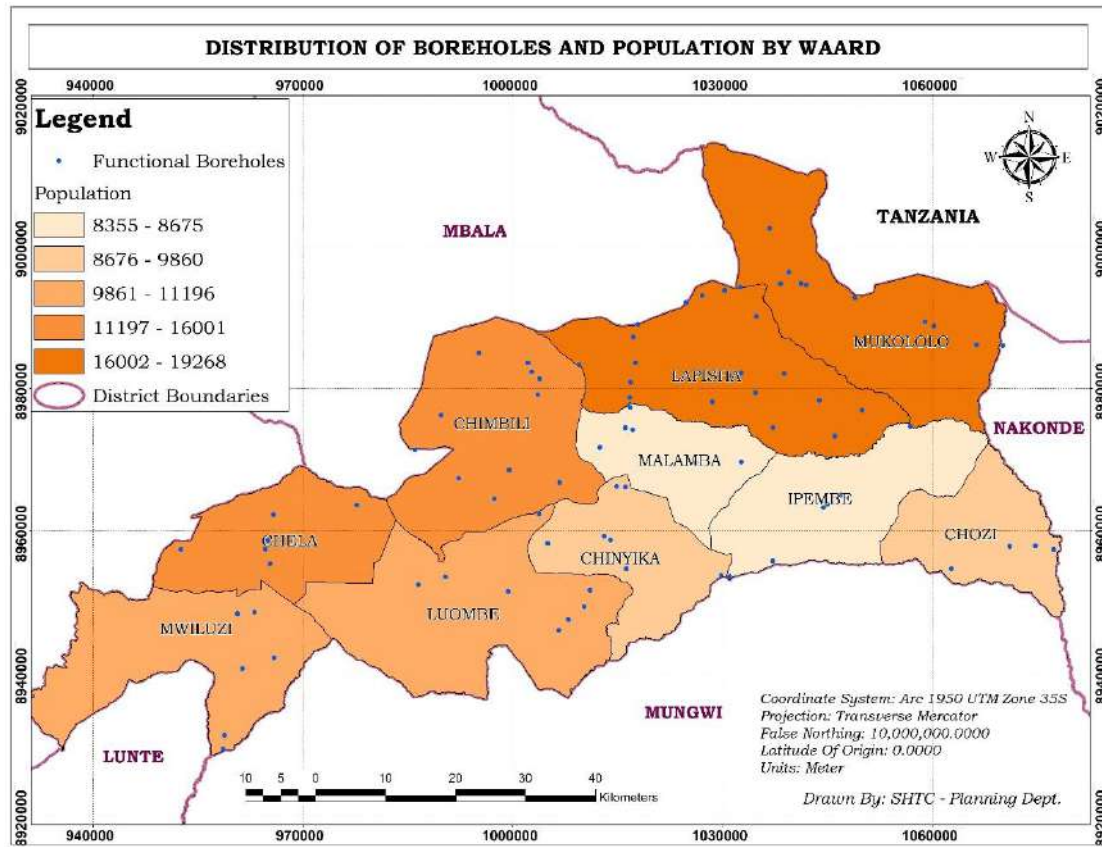 DISTRIBUTION OF BOREHOLES AND POPULATION BY WAARD
940000 970000 1000000 1030000 1060000
9020000 9020000
Legend
Functional Boreholes
Population
8355 - 8675
8676 - 9860
9861 - 11196
11197 - 16001
16002 - 19268
District Boundaries
N
W E
S
TANZANIA
MBALA
9000000 9000000
MUKOLOLO
LAPISHA
8980000 8980000
CHIMBILI
NAKONDE
MALAMBA
IPEMBE
CHELA
8960000 8960000
CHOZI
CHINYIKA
LUOMBE
MWILUZI
8940000 8940000
MUNGWI
LUNTE
Coordinate System: Arc 1950 UTM Zone 35S
Projection: Transverse Mercator
False Northing: 10,000,000.0000
Latitude Of Origin: 0.0000
Units: Meter
10 5 0 10 20 30 40
Kilometers
Drawn By: SHTC - Planning Dept.
8920000 8920000
940000 970000 1000000 1030000 1060000